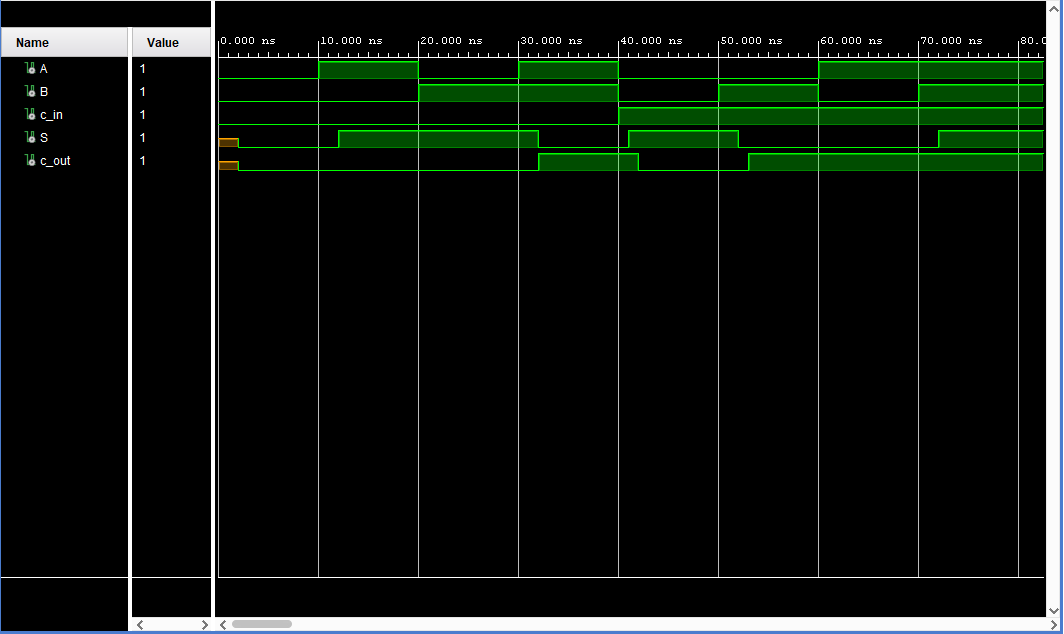 Name Value
0.000 ns 10.000 ns 20.000 ns 30.000 ns 40.000 ns 50.000 ns 60.000 ns 70.000 ns 80.0
A 1
B 1
c_in 1
S 1
c_out 1